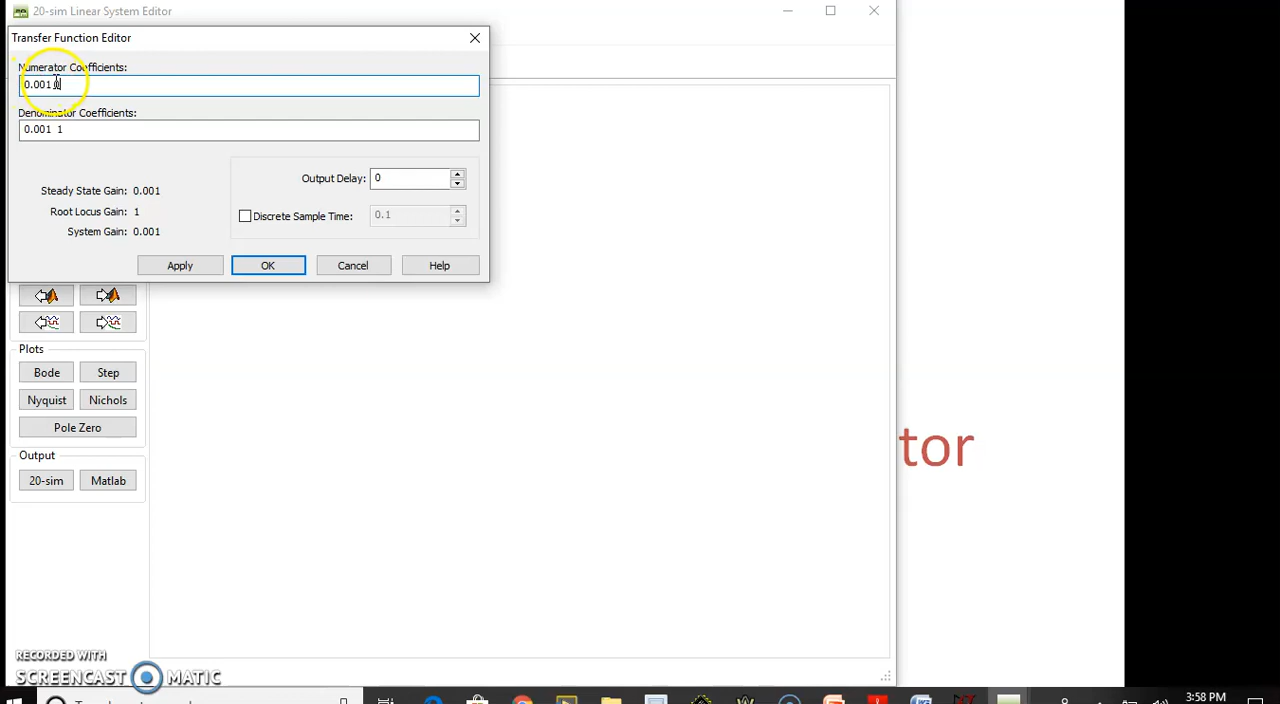 20-sim Linear System Editor
Transfer Function Editor
Numerator Coefficients:
0.001
Denominator Coefficients:
0.001 1
Steady State Gain: 0.001
Root Locus Gain: 1
System Gain: 0.001
Output Delay: 0
Discrete Sample Time: 0.1
Apply OK Cancel Help
Plots
Bode Step
Nyquist Nichols
Pole Zero
Output
20-sim Matlab
tor
RECORDED WITH
SCREENCAST MATIC
3:58 PM